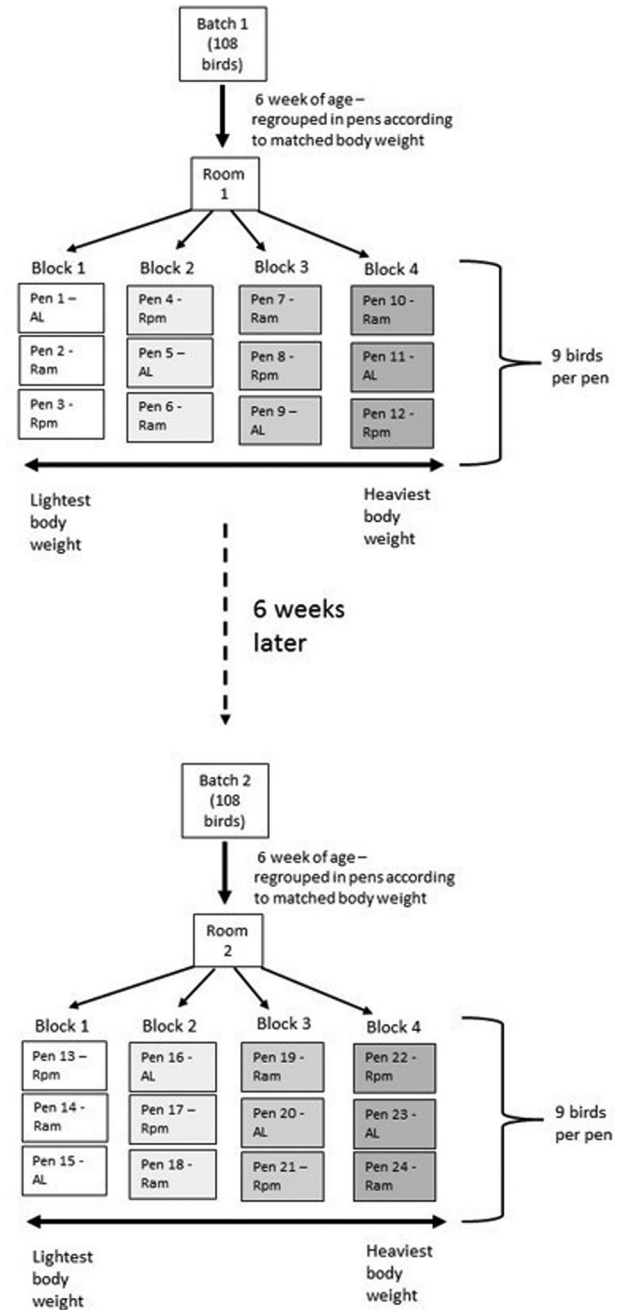 Batch 1
(108
birds)
6 week of age –
regrouped in pens according
to matched body weight
Room
1
Block 1
Block 2
Block 3
Block 4
Pen 1 –
AL
Pen 4 -
Rpm
Pen 7 -
Ram
Pen 10 -
Ram
Pen 2 -
Ram
Pen 5 –
AL
Pen 8 -
Rpm
Pen 11 -
AL
Pen 3 -
Rpm
Pen 6 -
Ram
Pen 9 –
AL
Pen 12 -
Rpm
9 birds
per pen
Lightest
body
weight
Heaviest
body
weight
6 weeks
later
Batch 2
(108
birds)
6 week of age –
regrouped in pens according
to matched body weight
Room
2
Block 1
Block 2
Block 3
Block 4
Pen 13 –
Rpm
Pen 16 -
AL
Pen 19 -
Ram
Pen 22 -
Rpm
Pen 14 -
Ram
Pen 17 –
Rpm
Pen 20 -
AL
Pen 23 -
AL
Pen 15 -
AL
Pen 18 -
Ram
Pen 21 –
Rpm
Pen 24 -
Ram
9 birds
per pen
Lightest
body
weight
Heaviest
body
weight